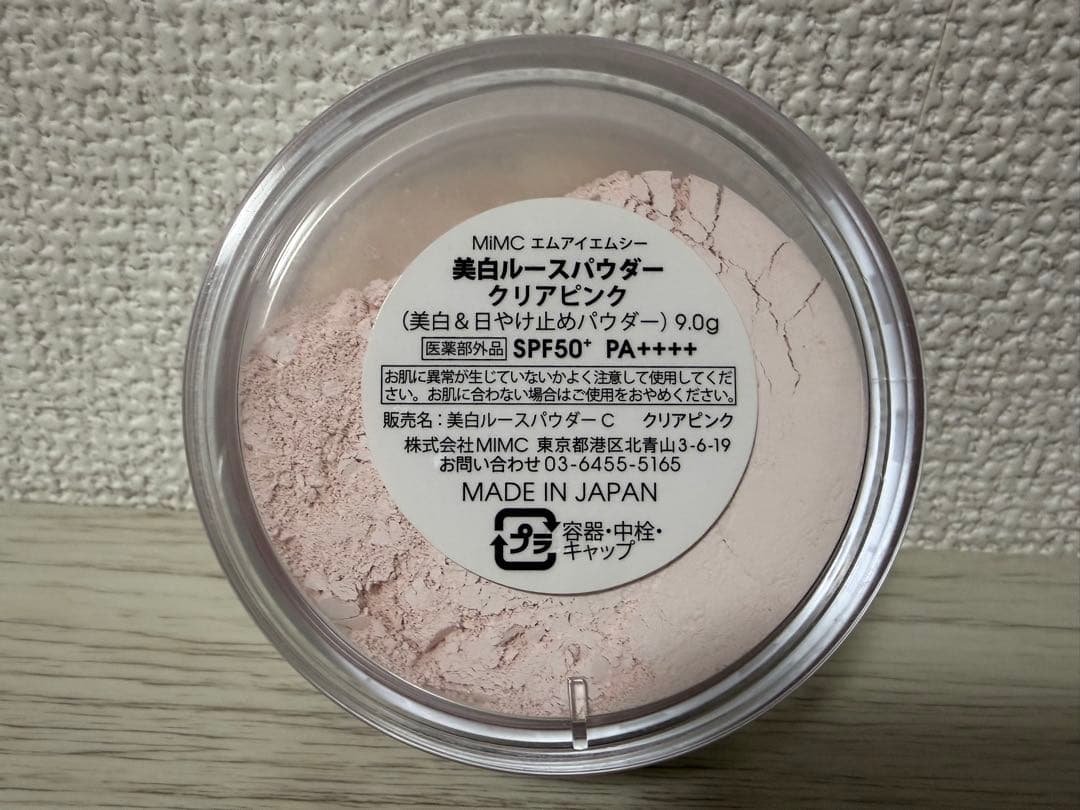 MiMC エムアイエムシー
美白ルースパウダー
クリアピンク
(美白&日やけ止めパウダー) 9.0g
医薬部外品 SPF50+ PA++++
お肌に異常が生じていないかよく注意して使用してくだ
さい。お肌に合わない場合はご使用をおやめください。
販売名:美白ルースパウダーC クリアピンク
株式会社MIMC 東京都港区北青山3-6-19
お問い合わせ 03-6455-5165
MADE IN JAPAN
プラ 容器・中栓・
キャップ